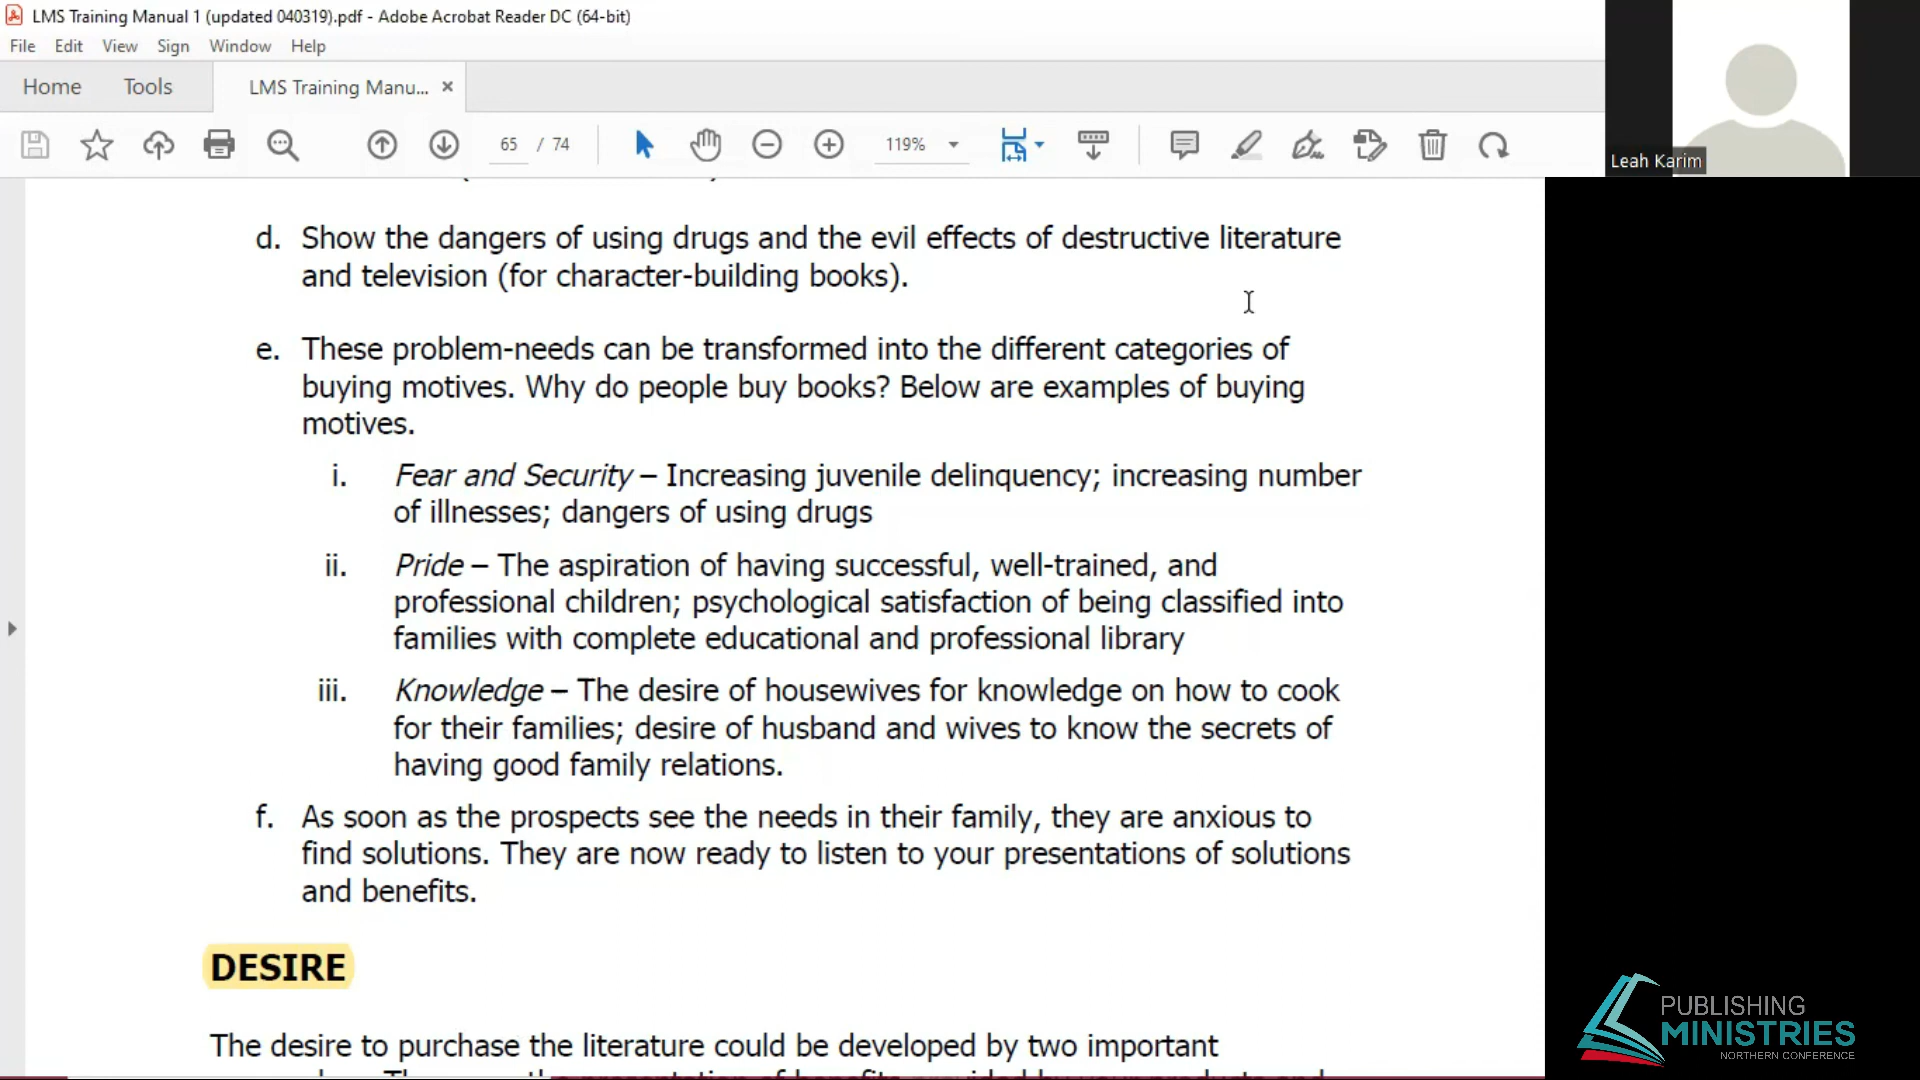 LMS Training Manual 1 (updated 040319).pdf - Adobe Acrobat Reader DC (64-bit)
File Edit View Sign Window Help
Home Tools LMS Training Manu... ×
65 / 74 119%
Leah Karim
d. Show the dangers of using drugs and the evil effects of destructive literature
and television (for character-building books).
e. These problem-needs can be transformed into the different categories of
buying motives. Why do people buy books? Below are examples of buying
motives.
i. Fear and Security – Increasing juvenile delinquency; increasing number
of illnesses; dangers of using drugs
ii. Pride – The aspiration of having successful, well-trained, and
professional children; psychological satisfaction of being classified into
families with complete educational and professional library
iii. Knowledge – The desire of housewives for knowledge on how to cook
for their families; desire of husband and wives to know the secrets of
having good family relations.
f. As soon as the prospects see the needs in their family, they are anxious to
find solutions. They are now ready to listen to your presentations of solutions
and benefits.
DESIRE
The desire to purchase the literature could be developed by two important
PUBLISHING
MINISTRIES
NORTHERN CONFERENCE